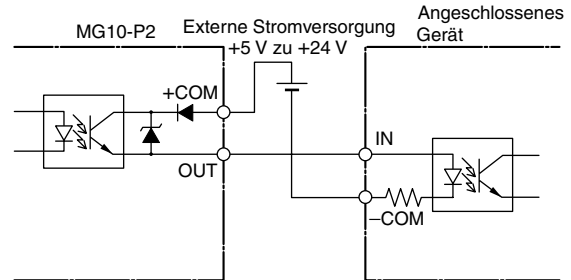 MG10-P2
Externe Stromversorgung
+5 V zu +24 V
Angeschlossenes
Gerät
+COM
OUT
IN
−COM